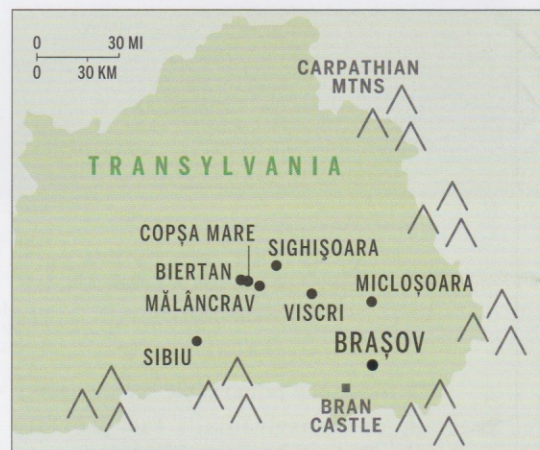 0 30 MI
0 30 KM
CARPATHIAN
MTNS
TRANSYLVANIA
COPȘA MARE
SIGHIȘOARA
BIERTAN
MICLOȘOARA
MĂLÂNCRAV
VISCRI
BRAȘOV
SIBIU
BRAN
CASTLE